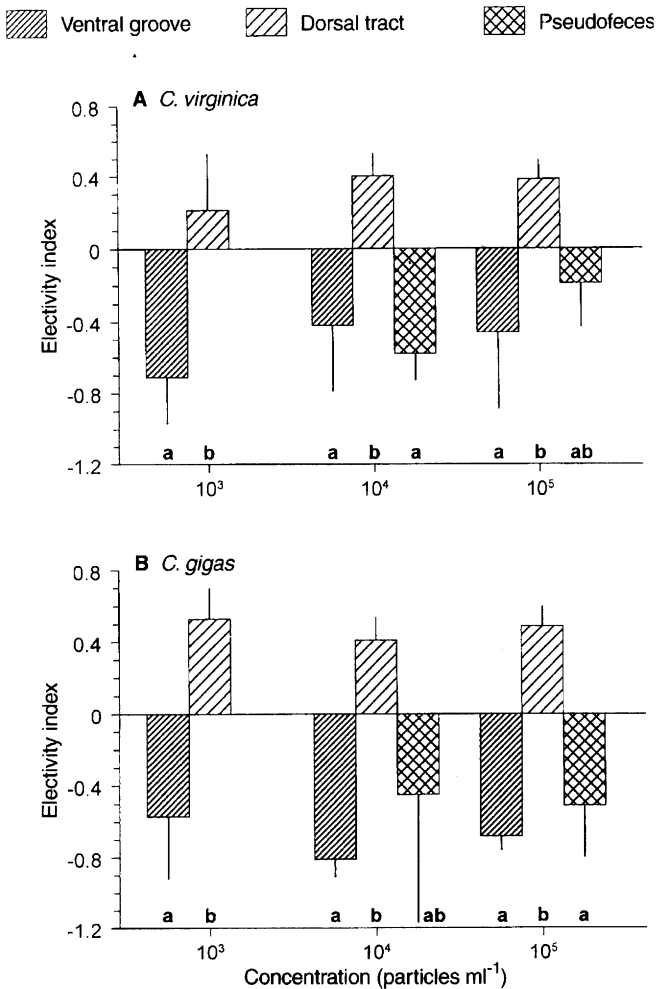 Ventral groove Dorsal tract Pseudofeces
A C. virginica
0.8
0.4
0
-0.4
-0.8
-1.2
Electivity index
a b a b a a b ab
10³ 10⁴ 10⁵
B C. gigas
0.8
0.4
0
-0.4
-0.8
-1.2
Electivity index
a b a b ab a b a
10³ 10⁴ 10⁵
Concentration (particles ml⁻¹)